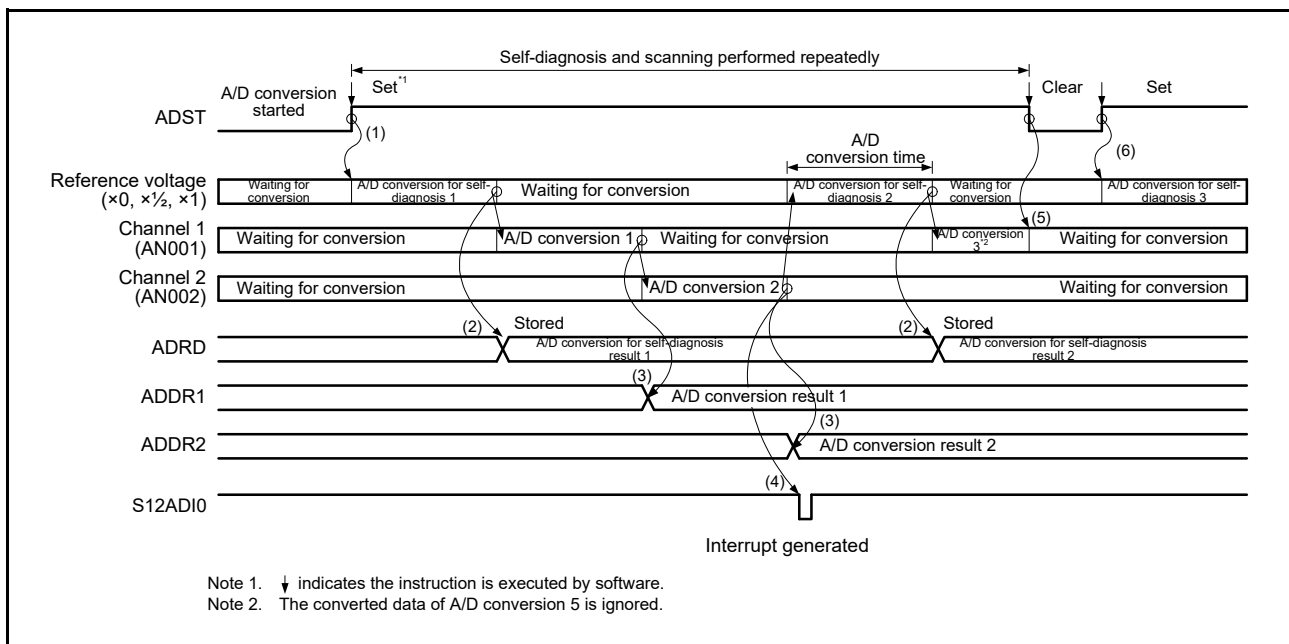 Self-diagnosis and scanning performed repeatedly
A/D conversion
started
Set*1
Clear
Set
ADST
(1)
A/D
conversion time
(6)
Reference voltage
(×0, ×½, ×1)
Waiting for
conversion
A/D conversion for self-
diagnosis 1
Waiting for conversion
A/D conversion for self-
diagnosis 2
Waiting for
conversion
A/D conversion for self-
diagnosis 3
Channel 1
(AN001)
Waiting for conversion
A/D conversion 1
Waiting for conversion
A/D conversion
3*2
(5)
Waiting for conversion
Channel 2
(AN002)
Waiting for conversion
A/D conversion 2
Waiting for conversion
(2)
Stored
(2)
Stored
ADRD
A/D conversion for self-diagnosis
result 1
A/D conversion for self-diagnosis
result 2
(3)
ADDR1
A/D conversion result 1
(3)
ADDR2
A/D conversion result 2
(4)
S12ADI0
Interrupt generated
Note 1. ↓ indicates the instruction is executed by software.
Note 2. The converted data of A/D conversion 5 is ignored.